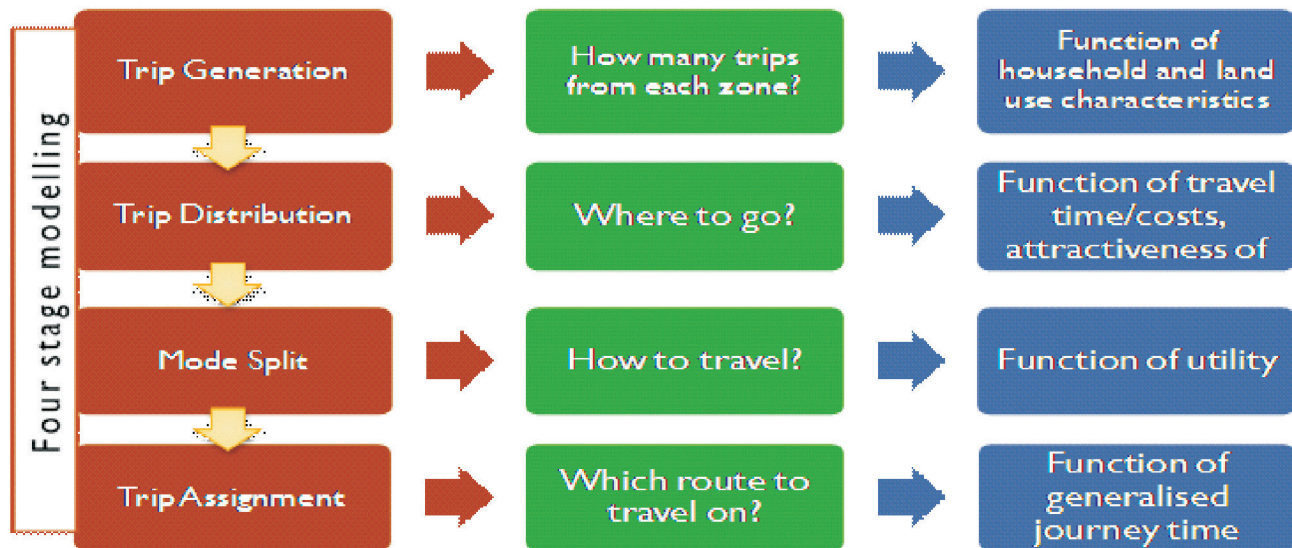 Four stage modelling
Trip Generation
How many trips
from each zone?
Function of
household and land
use characteristics
Trip Distribution
Where to go?
Function of travel
time/costs,
attractiveness of
Mode Split
How to travel?
Function of utility
Trip Assignment
Which route to
travel on?
Function of
generalised
journey time